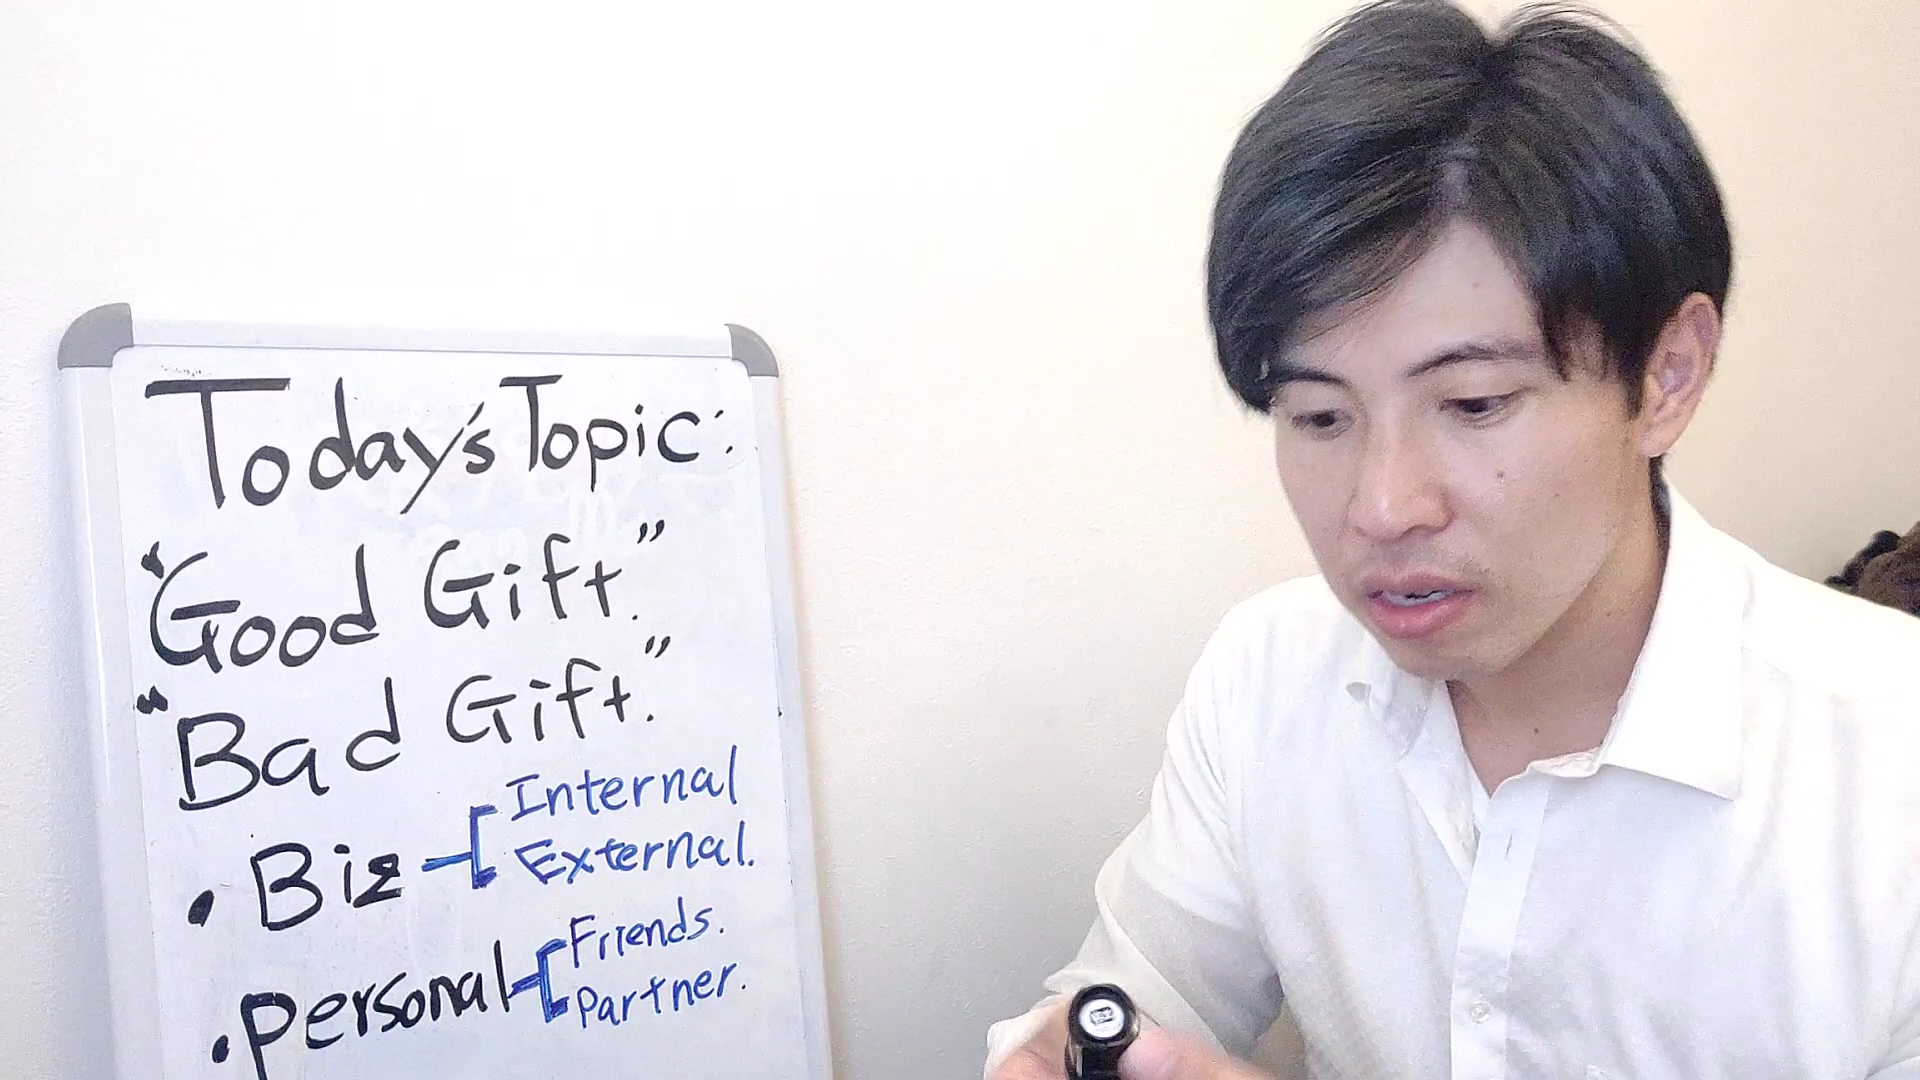 Today's Topic:
"Good Gift."
"Bad Gift."
• Biz
Internal
External.
• Personal
Friends.
Partner.